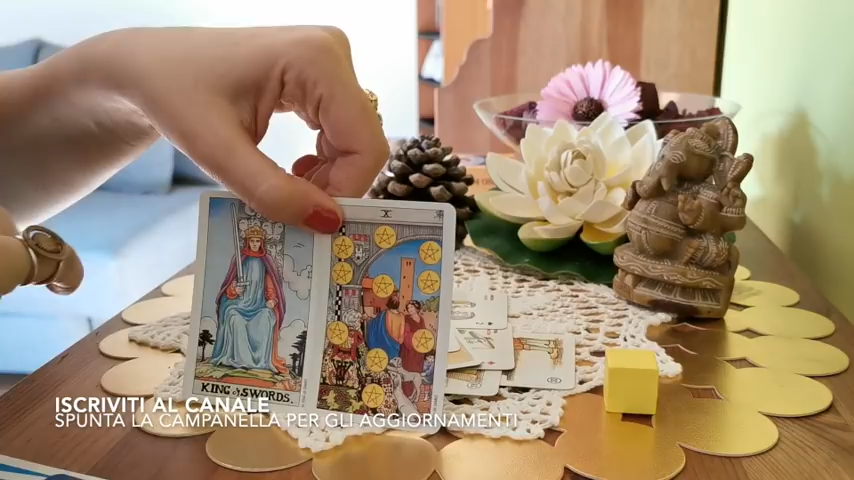 X
KING of SWORDS.
ISCRIVITI AL CANALE
SPUNTA LA CAMPANELLA PER GLI AGGIORNAMENTI